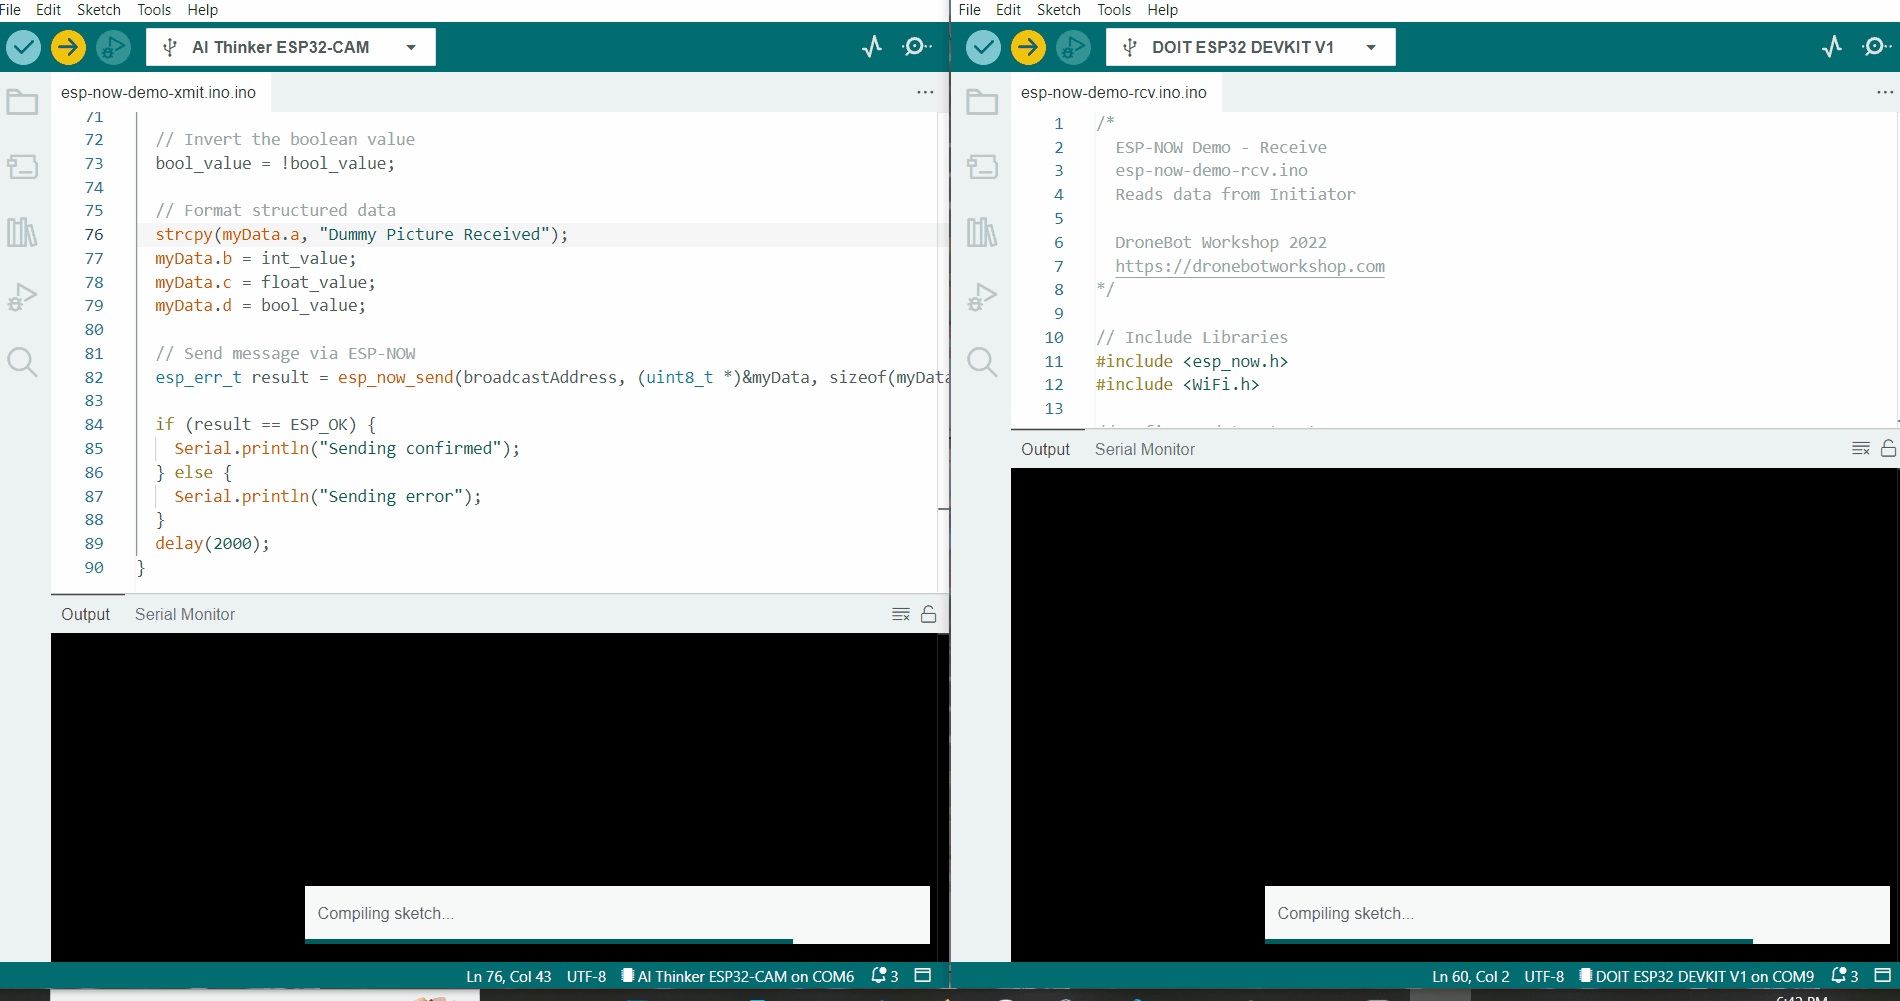 File Edit Sketch Tools Help
AI Thinker ESP32-CAM
esp-now-demo-xmit.ino.ino
71
72 // Invert the boolean value
73 bool_value = !bool_value;
74
75 // Format structured data
76 strcpy(myData.a, "Dummy Picture Received");
77 myData.b = int_value;
78 myData.c = float_value;
79 myData.d = bool_value;
80
81 // Send message via ESP-NOW
82 esp_err_t result = esp_now_send(broadcastAddress, (uint8_t *)&myData, sizeof(myData
83
84 if (result == ESP_OK) {
85 Serial.println("Sending confirmed");
86 } else {
87 Serial.println("Sending error");
88 }
89 delay(2000);
90 }
Output Serial Monitor
Compiling sketch...
Ln 76, Col 43 UTF-8 AI Thinker ESP32-CAM on COM6 3
File Edit Sketch Tools Help
DOIT ESP32 DEVKIT V1
esp-now-demo-rcv.ino.ino
1 /*
2 ESP-NOW Demo - Receive
3 esp-now-demo-rcv.ino
4 Reads data from Initiator
5
6 DroneBot Workshop 2022
7 https://dronebotworkshop.com
8 */
9
10 // Include Libraries
11 #include <esp_now.h>
12 #include <WiFi.h>
13
Output Serial Monitor
Compiling sketch...
Ln 60, Col 2 UTF-8 DOIT ESP32 DEVKIT V1 on COM9 3